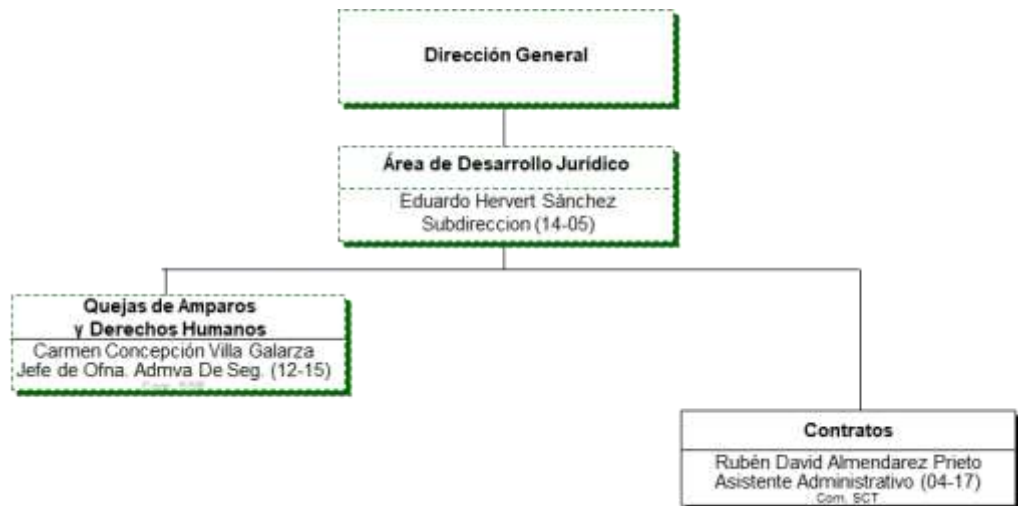 Dirección General
Área de Desarrollo Jurídico
Eduardo Hervert Sánchez
Subdireccion (14-05)
Quejas de Amparos
y Derechos Humanos
Carmen Concepción Villa Galarza
Jefe de Ofna. Admva De Seg. (12-15)
Contratos
Rubén David Almendarez Prieto
Asistente Administrativo (04-17)
Com. SCT